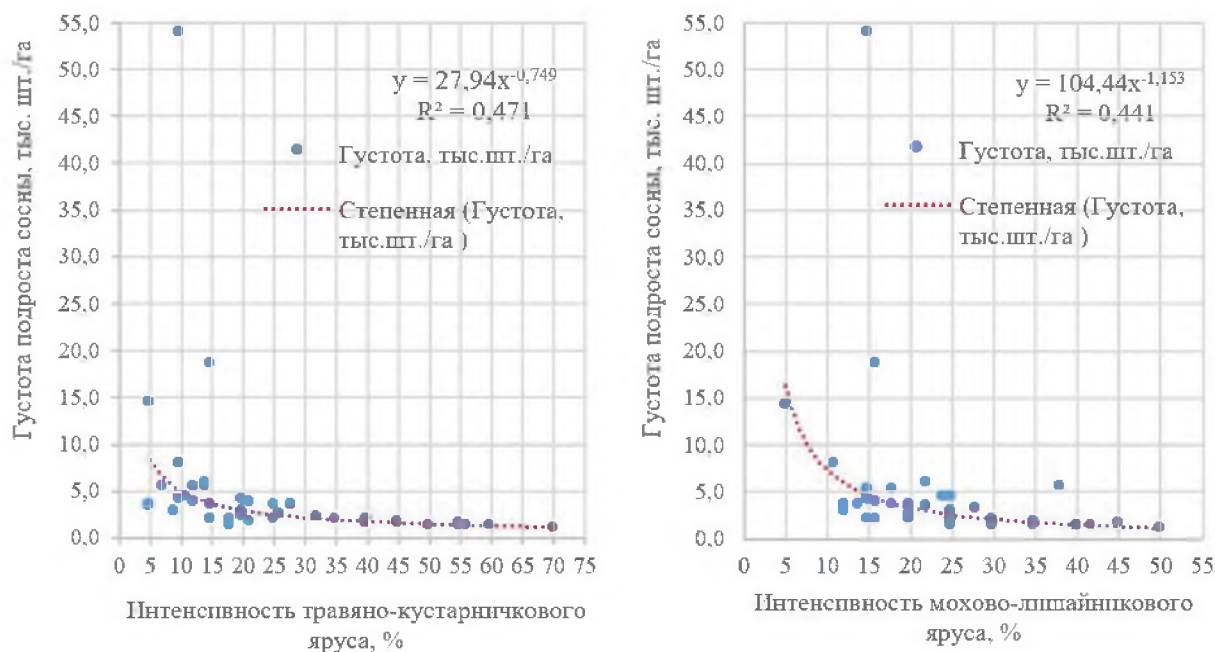 Густота подроста сосны, тыс. шт./га
55,0
50,0
45,0
40,0
35,0
30,0
25,0
20,0
15,0
10,0
5,0
0,0
y = 27,94x^-0,749
R² = 0,471
Густота, тыс.шт./га
Степенная (Густота,
тыс.шт./га )
0 5 10 15 20 25 30 35 40 45 50 55 60 65 70 75
Интенсивность травяно-кустарничкового
яруса, %
Густота подроста сосны, тыс. шт./га
55,0
50,0
45,0
40,0
35,0
30,0
25,0
20,0
15,0
10,0
5,0
0,0
y = 104,44x^-1,153
R² = 0,441
Густота, тыс.шт./га
Степенная (Густота,
тыс.шт./га )
0 5 10 15 20 25 30 35 40 45 50 55
Интенсивность мохово-лишайникового
яруса, %